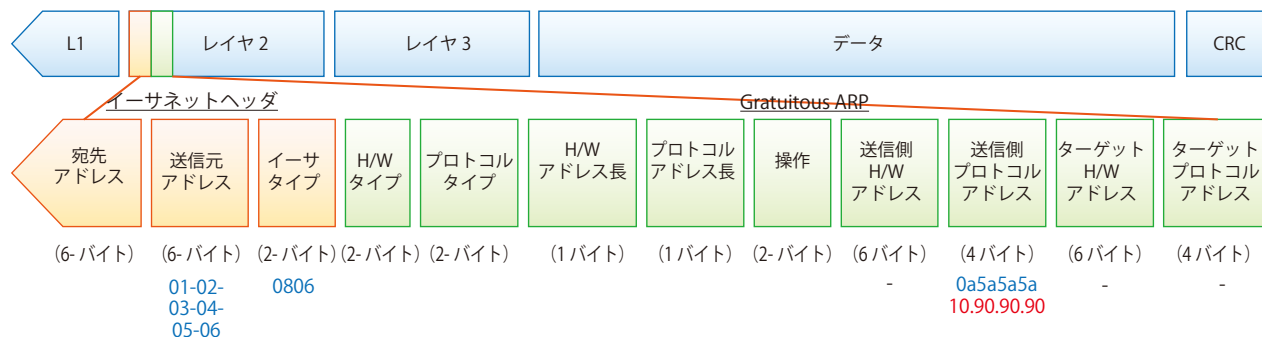 L1 レイヤ 2 レイヤ 3 データ CRC
イーサネットヘッダ Gratuitous ARP
宛先
アドレス
送信元
アドレス
イーサ
タイプ
H/W
タイプ
プロトコル
タイプ
H/W
アドレス長
プロトコル
アドレス長
操作
送信側
H/W
アドレス
送信側
プロトコル
アドレス
ターゲット
H/W
アドレス
ターゲット
プロトコル
アドレス
(6- バイト) (6- バイト) (2- バイト) (2- バイト) (2- バイト) (1 バイト) (1 バイト) (2- バイト) (6 バイト) (4 バイト) (6 バイト) (4 バイト)
01-02-
03-04-
05-06
0806
-
0a5a5a5a
10.90.90.90
-
-